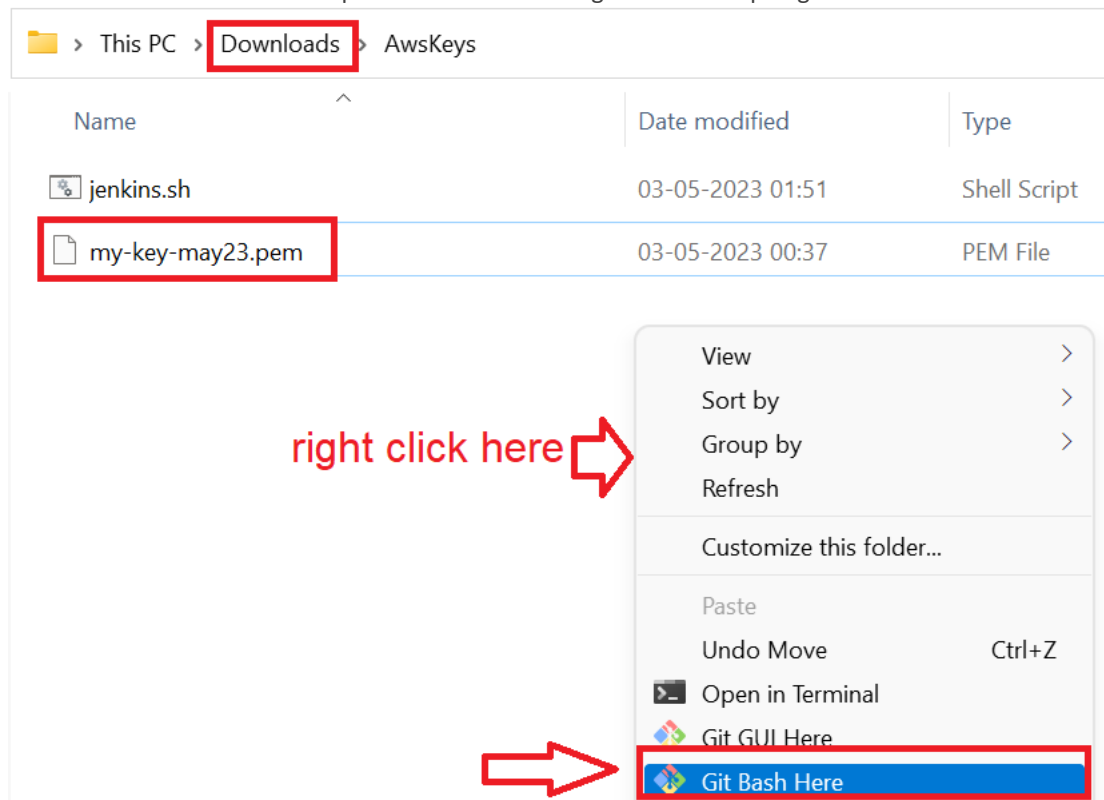 This PC > Downloads > AwsKeys
Name Date modified Type
jenkins.sh 03-05-2023 01:51 Shell Script
my-key-may23.pem 03-05-2023 00:37 PEM File
View
Sort by
right click here
Group by
Refresh
Customize this folder...
Paste
Undo Move Ctrl+Z
Open in Terminal
Git GUI Here
Git Bash Here